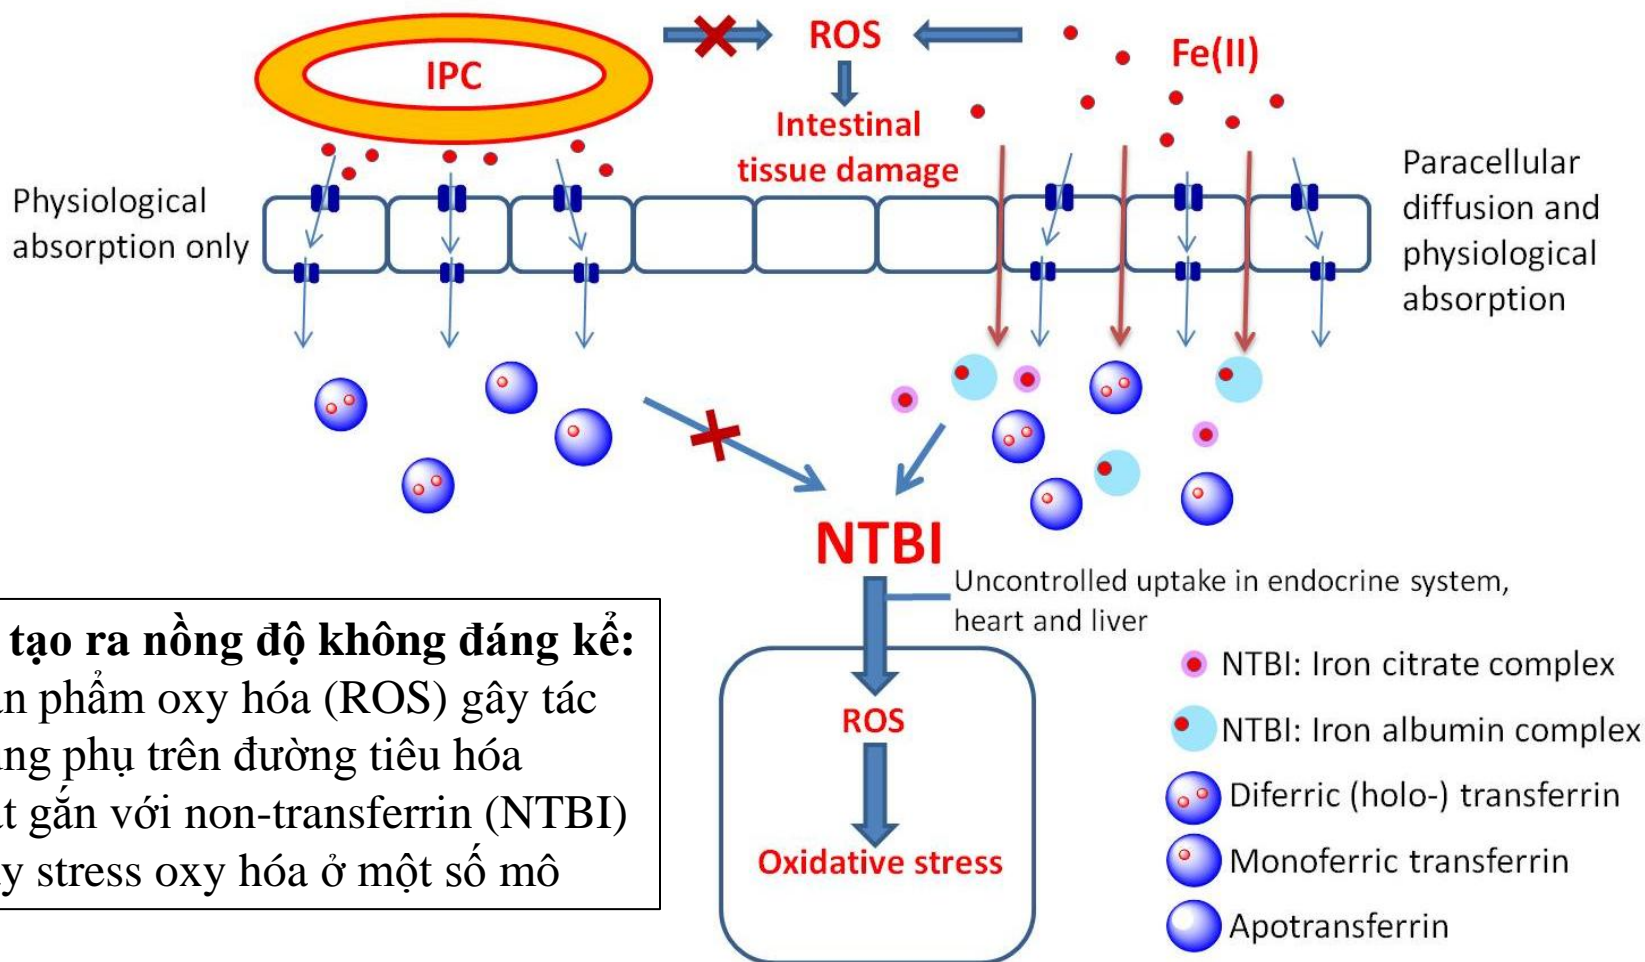 IPC
ROS
Fe(II)
Intestinal
tissue damage
Physiological
absorption only
Paracellular
diffusion and
physiological
absorption
NTBI
Uncontrolled uptake in endocrine system,
heart and liver
ROS
Oxidative stress
tạo ra nồng độ không đáng kể:
phẩm oxy hóa (ROS) gây tác
phụ trên đường tiêu hóa
gắn với non-transferrin (NTBI)
stress oxy hóa ở một số mô
NTBI: Iron citrate complex
NTBI: Iron albumin complex
Diferric (holo-) transferrin
Monoferric transferrin
Apotransferrin